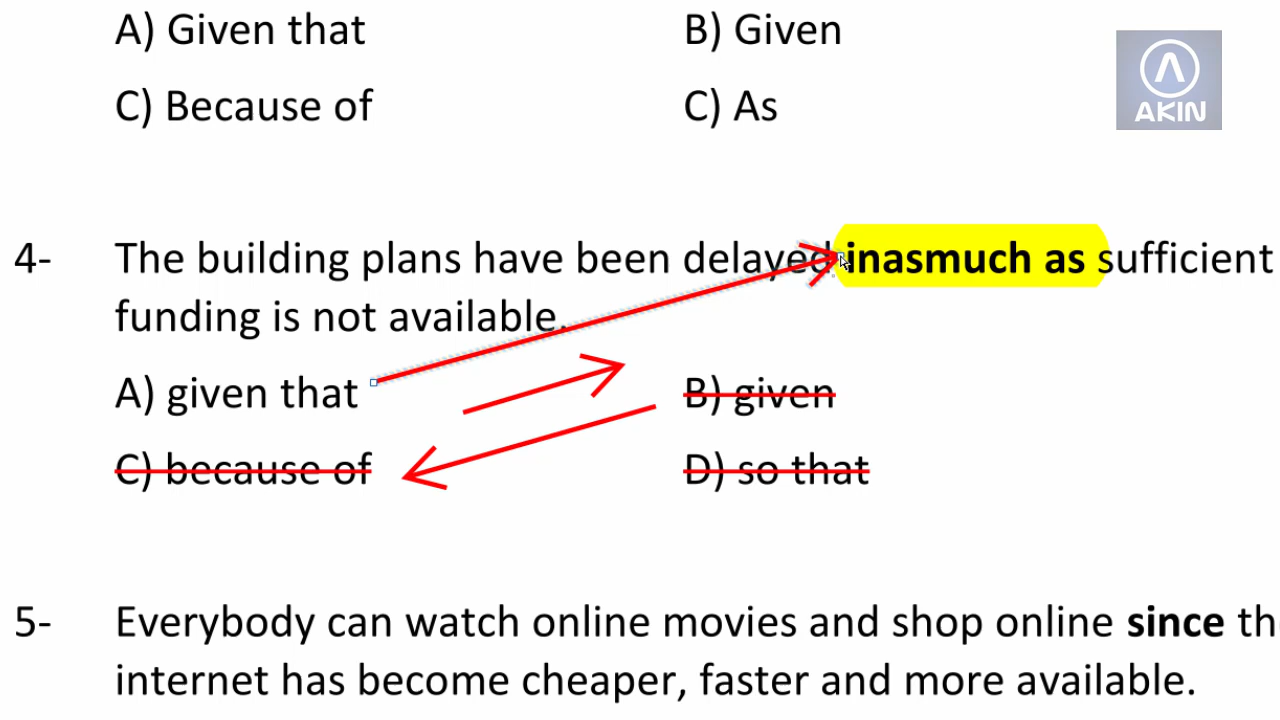 A) Given that B) Given
C) Because of C) As
AKIN
4- The building plans have been delayed inasmuch as sufficient
funding is not available.
A) given that B) given
C) because of D) so that
5- Everybody can watch online movies and shop online since
internet has become cheaper, faster and more available.